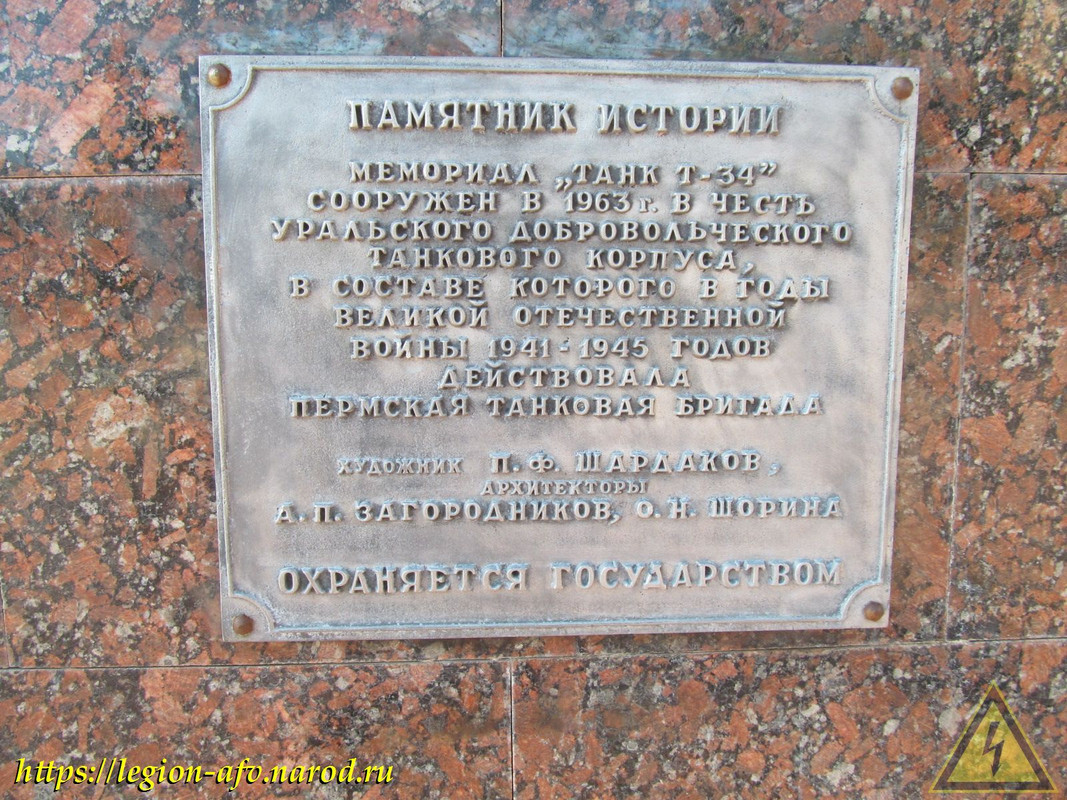 ПАМЯТНИК ИСТОРИИ
МЕМОРИАЛ „ТАНК Т-34”
СООРУЖЕН В 1963 г. В ЧЕСТЬ
УРАЛЬСКОГО ДОБРОВОЛЬЧЕСКОГО
ТАНКОВОГО КОРПУСА,
В СОСТАВЕ КОТОРОГО В ГОДЫ
ВЕЛИКОЙ ОТЕЧЕСТВЕННОЙ
ВОЙНЫ 1941-1945 ГОДОВ
ДЕЙСТВОВАЛА
ПЕРМСКАЯ ТАНКОВАЯ БРИГАДА
ХУДОЖНИК П. Ф. ШАРДАКОВ,
АРХИТЕКТОРЫ
А. П. ЗАГОРОДНИКОВ, О. Н. ШОРИНА
ОХРАНЯЕТСЯ ГОСУДАРСТВОМ
https://legion-afv.narod.ru